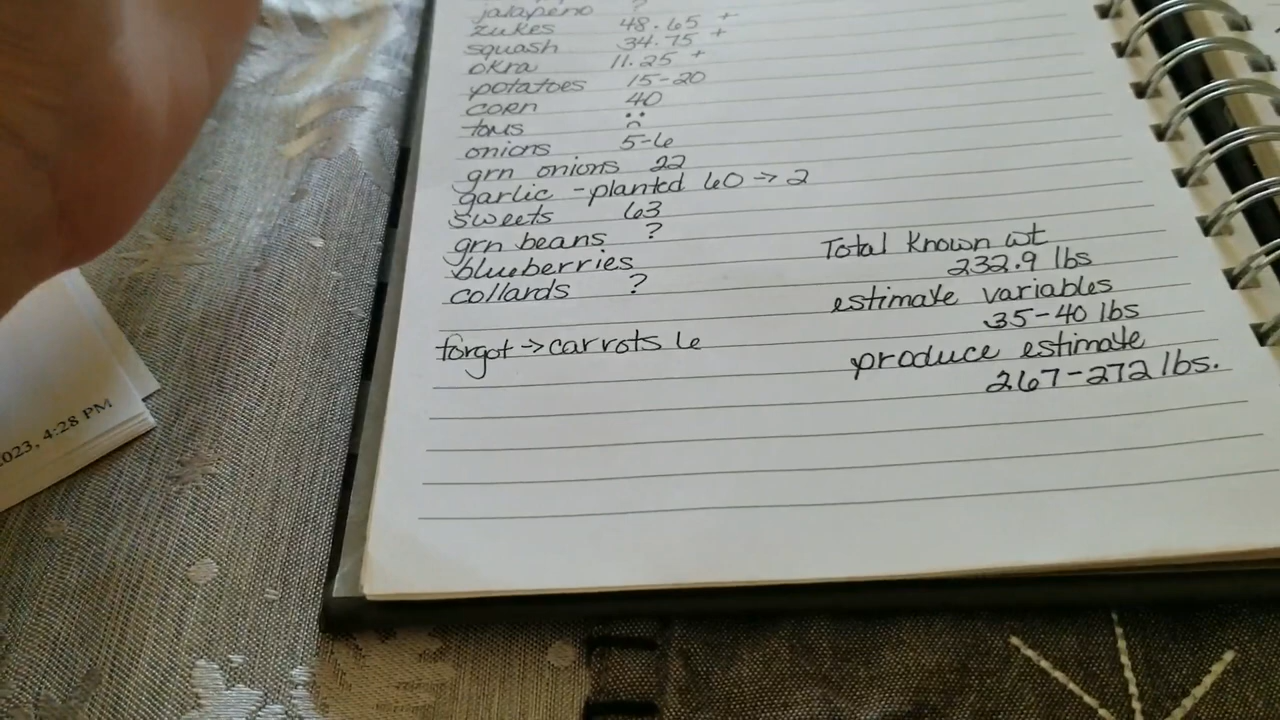 jalapeno ?
zukes 48.65 +
squash 34.75 +
okra 11.25 +
potatoes 15-20
corn 40
toms :(
onions 5-6
grn onions 22
garlic - planted 60 → 2
sweets 63
grn beans ?
blueberries
collards ?
forgot → carrots 6
Total Known wt
232.9 lbs
estimate variables
35-40 lbs
produce estimate
267-272 lbs.
023, 4:28 PM